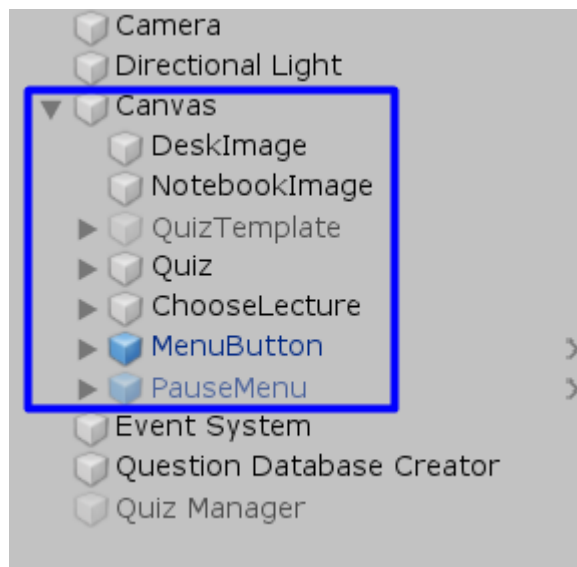 Camera
Directional Light
Canvas
DeskImage
NotebookImage
QuizTemplate
Quiz
ChooseLecture
MenuButton
PauseMenu
Event System
Question Database Creator
Quiz Manager